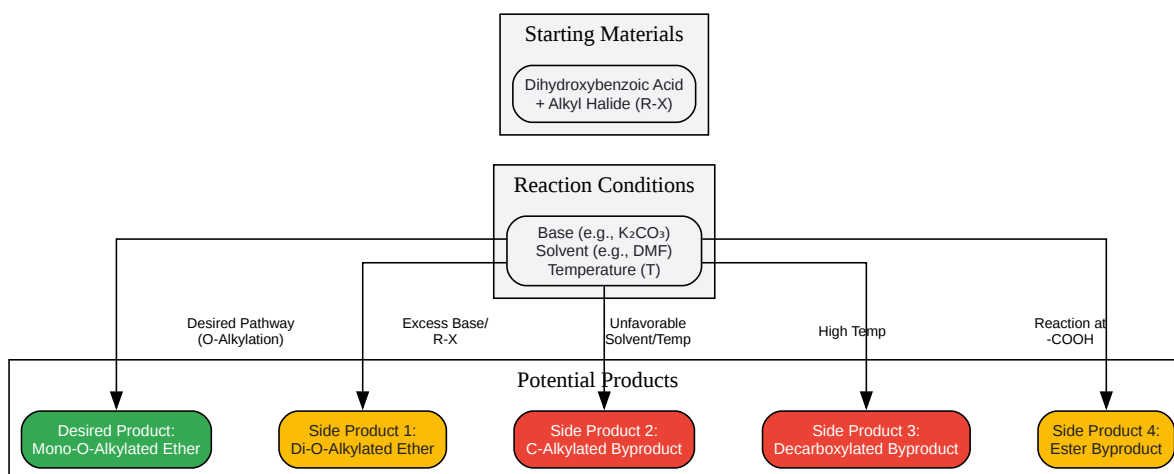 Starting Materials
Dihydroxybenzoic Acid
+ Alkyl Halide (R-X)
Reaction Conditions
Base (e.g., K₂CO₃)
Solvent (e.g., DMF)
Temperature (T)
Desired Pathway
(O-Alkylation)
Excess Base/
R-X
Unfavorable
Solvent/Temp
High Temp
Reaction at
-COOH
Potential Products
Desired Product:
Mono-O-Alkylated Ether
Side Product 1:
Di-O-Alkylated Ether
Side Product 2:
C-Alkylated Byproduct
Side Product 3:
Decarboxylated Byproduct
Side Product 4:
Ester Byproduct